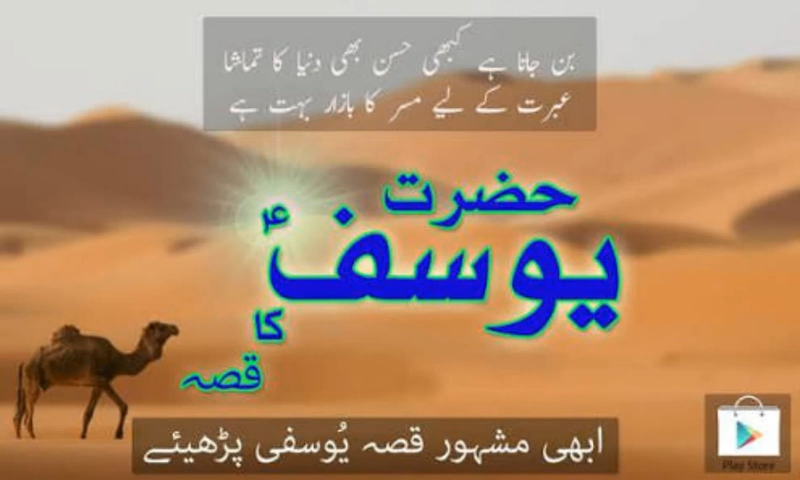 بن جاتا ہے کبھی حسن بھی دنیا کا تماشا
عبرت کے لیے مسر کا بازار بہت ہے
حضرت
یوسفؑ
کا
قصہ
ابھی مشہور قصہ یُوسفی پڑھیئے
Play Store